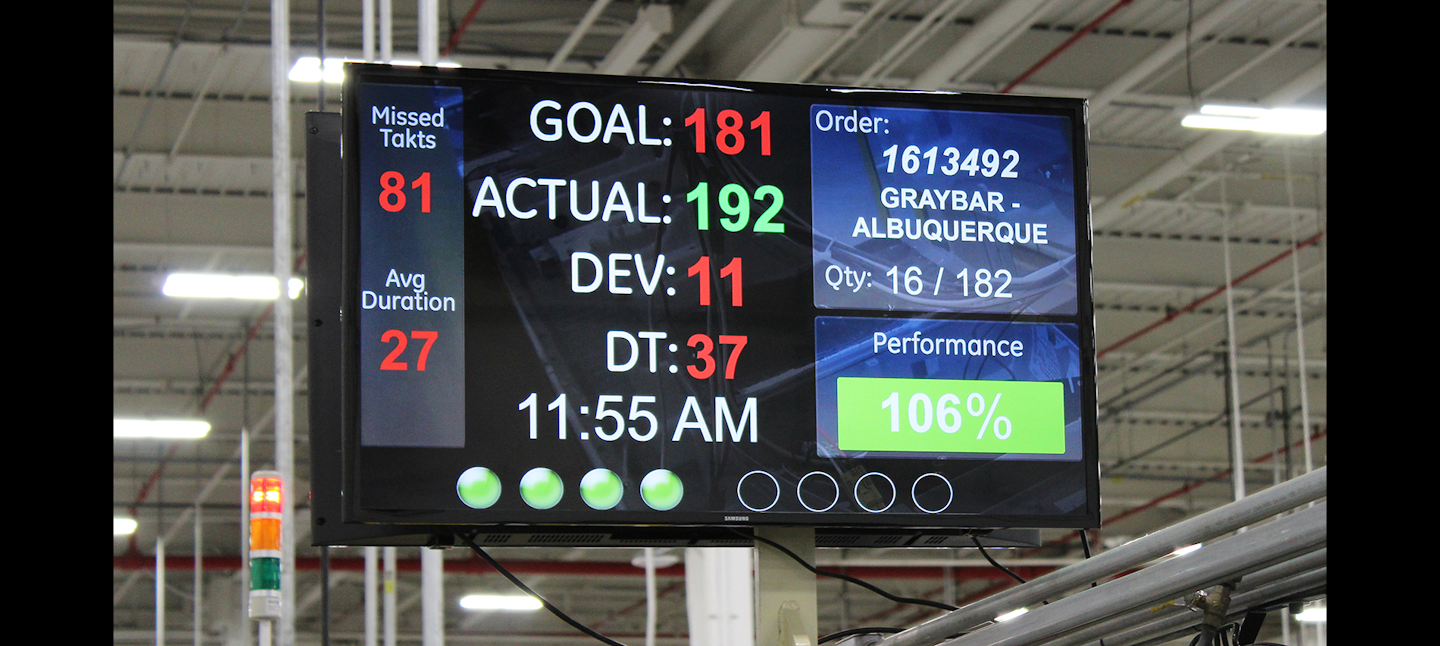 Missed
Takts
81
Avg
Duration
27
GOAL: 181
ACTUAL: 192
DEV: 11
DT: 37
11:55 AM
Order:
1613492
GRAYBAR -
ALBUQUERQUE
Qty: 16 / 182
Performance
106%
SAMSUNG